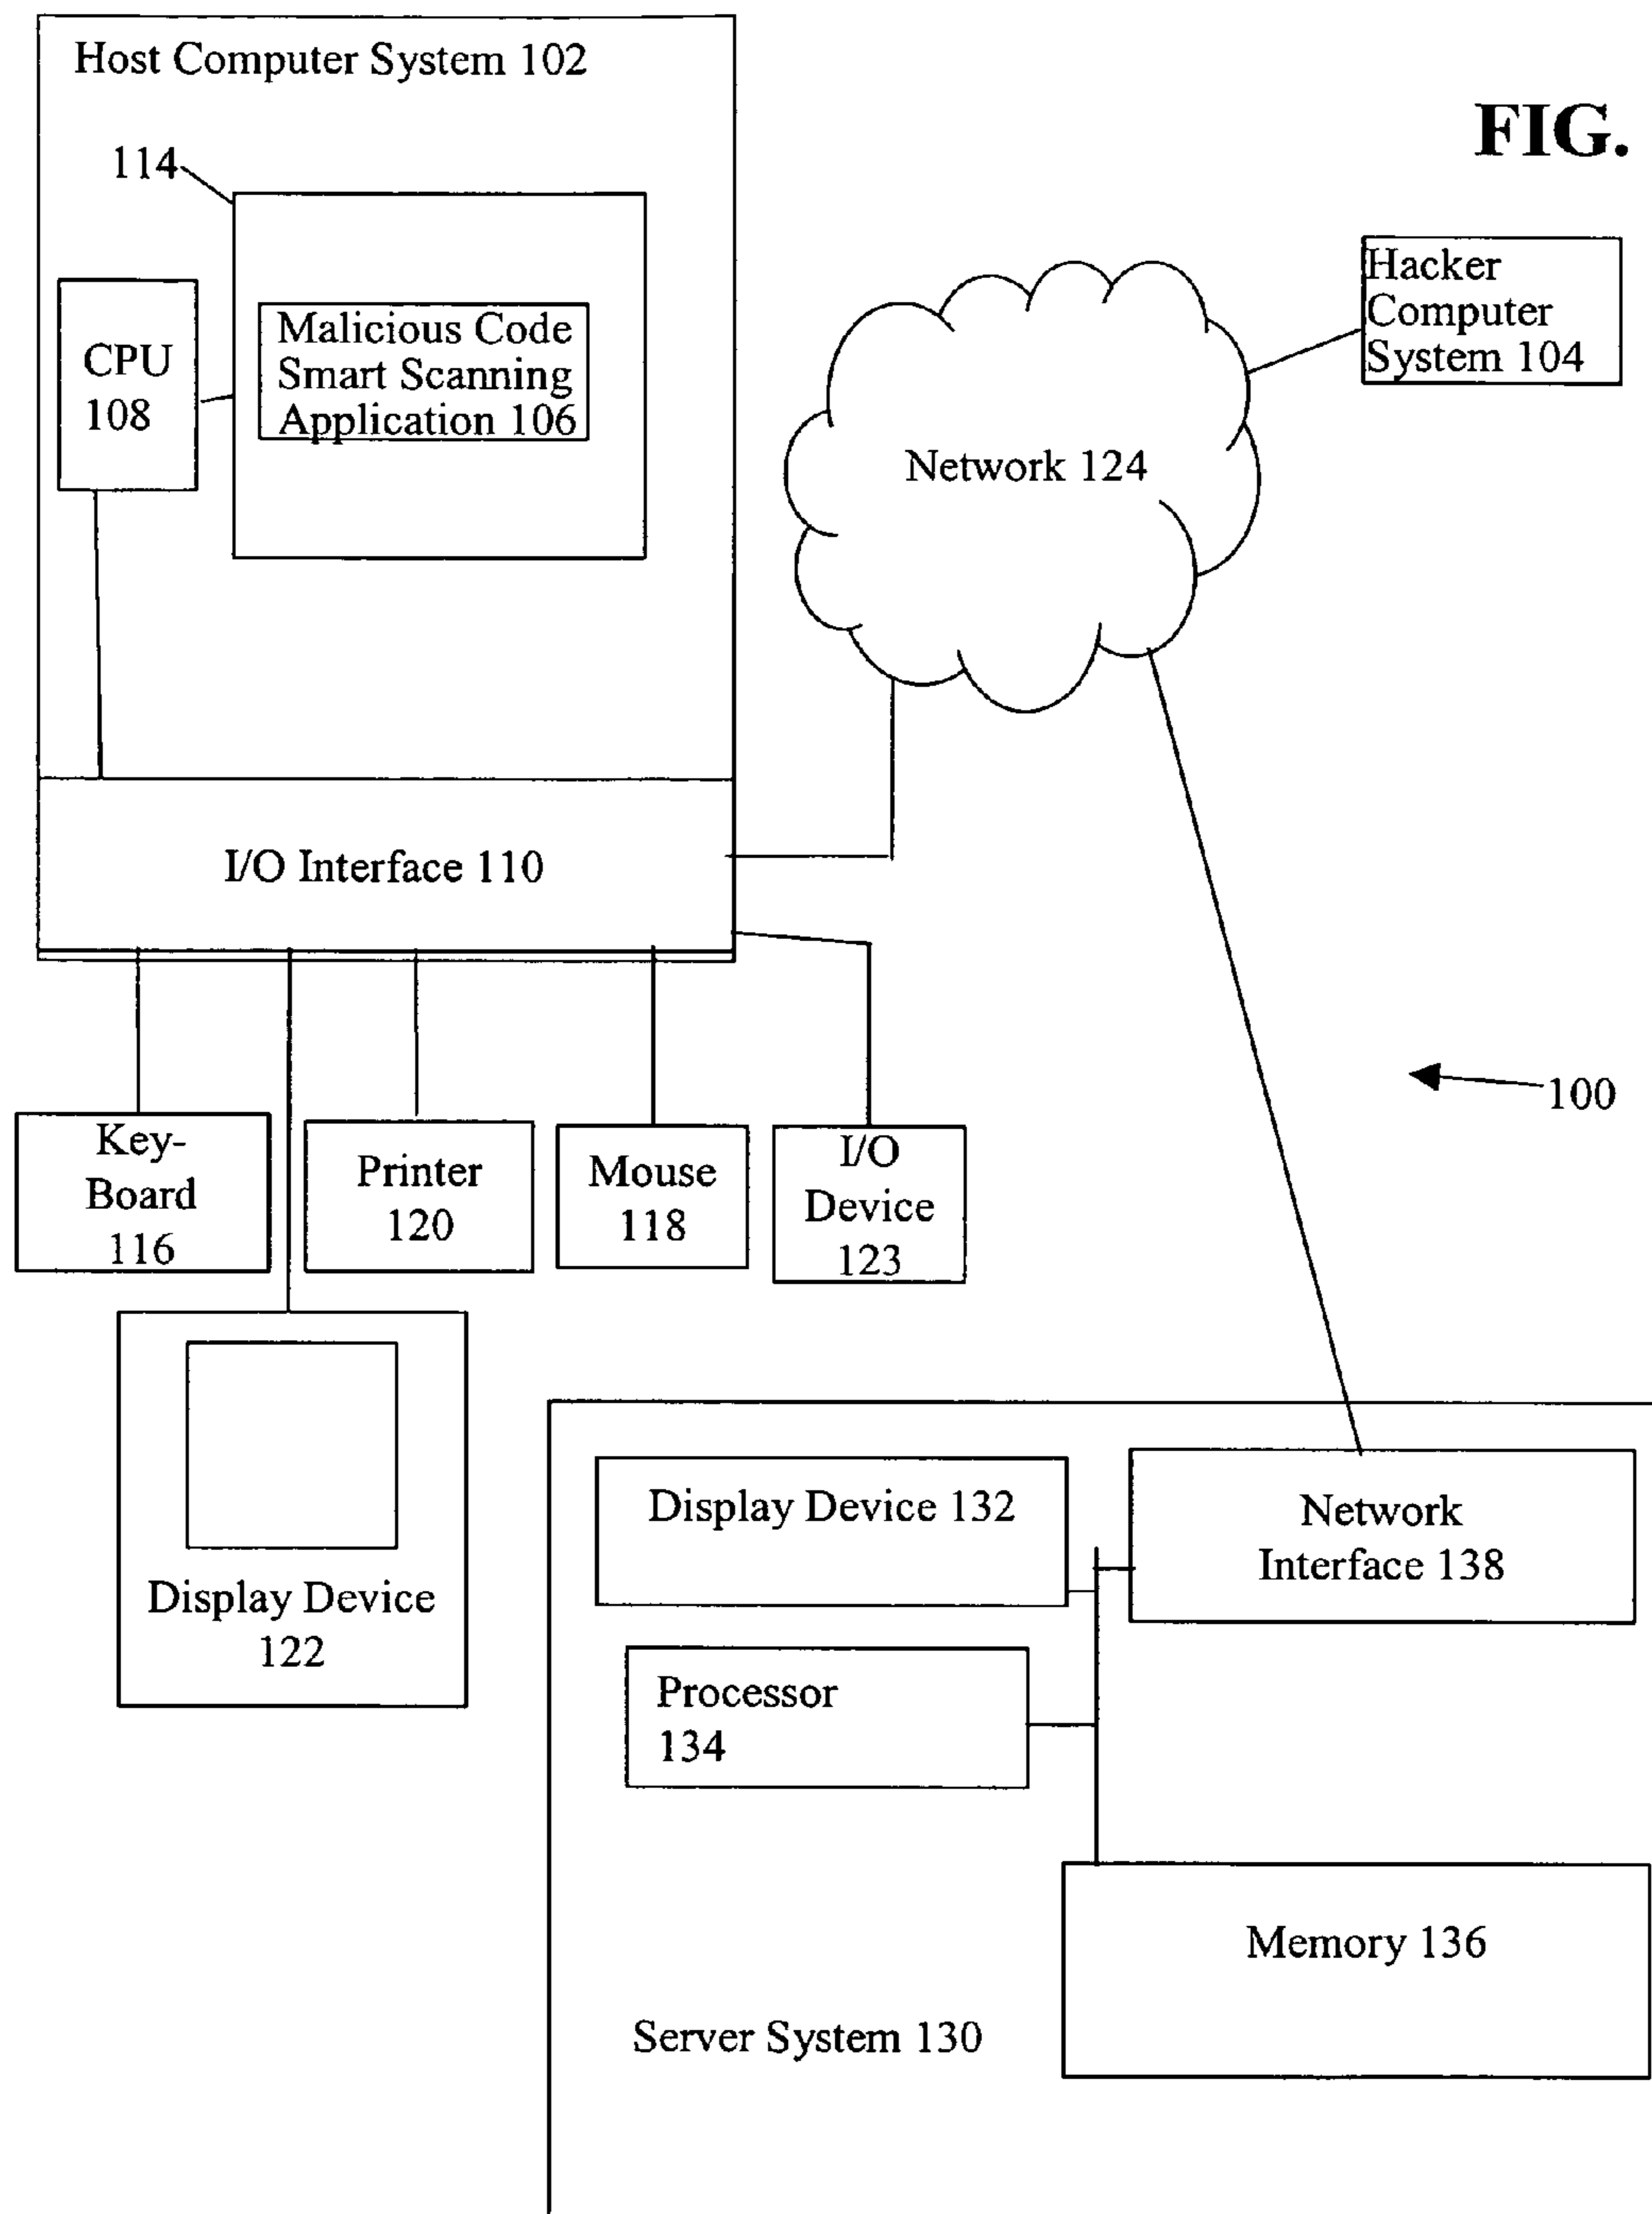 Host Computer System 102
FIG.
114
Hacker
Computer
System 104
Malicious Code
Smart Scanning
Application 106
CPU
108
Network 124
I/O Interface 110
100
Key-
Board
116
Printer
120
Mouse
118
I/O
Device
123
Display Device
122
Display Device 132
Network
Interface 138
Processor
134
Memory 136
Server System 130